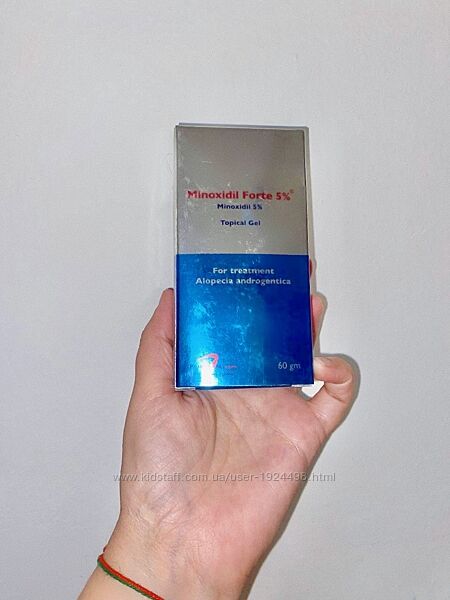 Minoxidil Forte 5%®
Minoxidil 5%
Topical Gel
For treatment
Alopecia androgentica
60 gm
www.kidstaff.com.ua/user-1924498.html